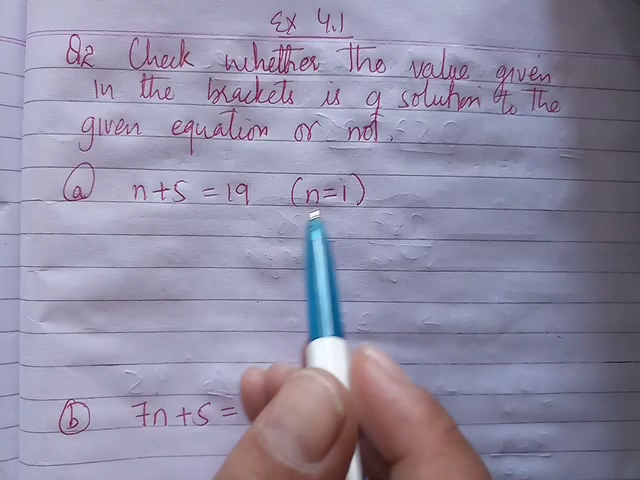 Ex 4.1
Q2 Check whether the value given
in the brackets is a solution to the
given equation or not.
(a) n+5 = 19 (n=1)
(b) 7n+5 =